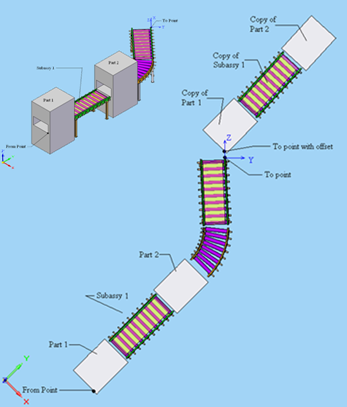 To Point
Part 2
Subassy 1
Part 1
From Point
Copy of
Part 2
Copy of
Subassy 1
Copy of
Part 1
Z
Y
To point with offset
To point
Part 2
Subassy 1
Part 1
From Point
Y
X